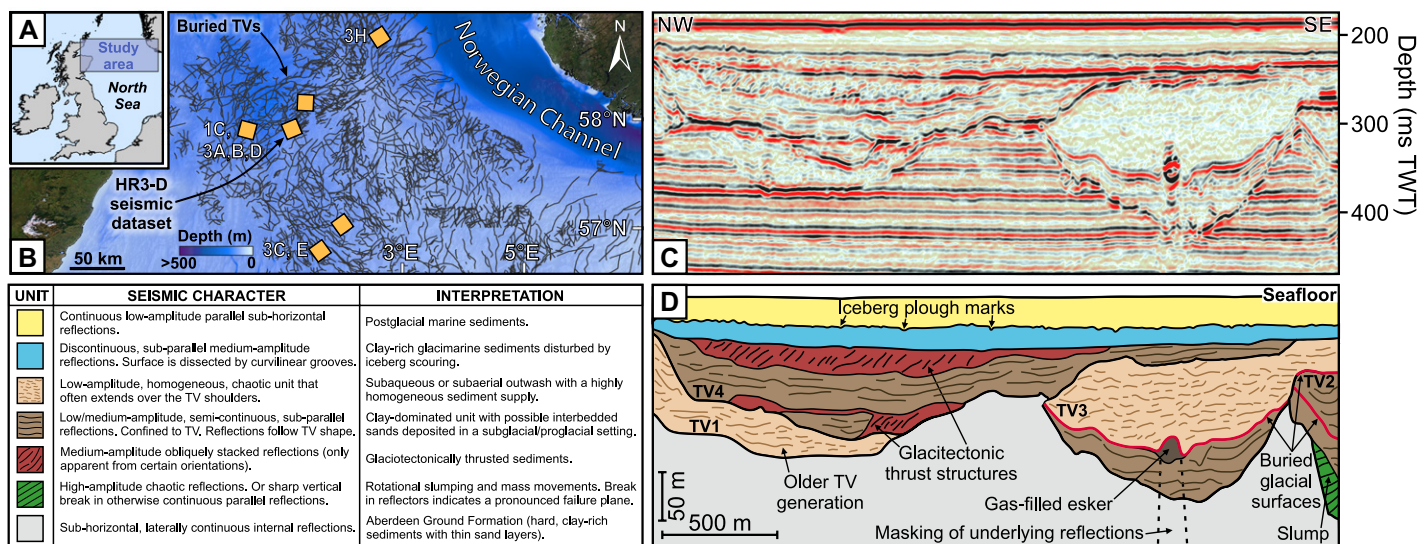 A
Study
area
North
Sea
Buried TVs
3H
N
Norwegian Channel
58°N
1C,
3A,B,D
HR3-D
seismic
dataset
57°N
Depth (m)
>500 0
3C, E
3°E
5°E
B
50 km
NW
SE
200
300
400
Depth (ms TWT)
C
UNIT SEISMIC CHARACTER INTERPRETATION
Continuous low-amplitude parallel sub-horizontal
reflections.
Postglacial marine sediments.
Discontinuous, sub-parallel medium-amplitude
reflections. Surface is dissected by curvilinear grooves.
Clay-rich glacimarine sediments disturbed by
iceberg scouring.
Low-amplitude, homogeneous, chaotic unit that
often extends over the TV shoulders.
Subaqueous or subaerial outwash with a highly
homogeneous sediment supply.
Low/medium-amplitude, semi-continuous, sub-parallel
reflections. Confined to TV. Reflections follow TV shape.
Clay-dominated unit with possible interbedded
sands deposited in a subglacial/proglacial setting.
Medium-amplitude obliquely stacked reflections (only
apparent from certain orientations).
Glaciotectonically thrusted sediments.
High-amplitude chaotic reflections. Or sharp vertical
break in otherwise continuous parallel reflections.
Rotational slumping and mass movements. Break
in reflectors indicates a pronounced failure plane.
Sub-horizontal, laterally continuous internal reflections.
Aberdeen Ground Formation (hard, clay-rich
sediments with thin sand layers).
D
Seafloor
Iceberg plough marks
TV4
TV1
TV3
TV2
Older TV
generation
Glacitectonic
thrust structures
Gas-filled esker
Buried
glacial
surfaces
Slump
Masking of underlying reflections
50 m
500 m